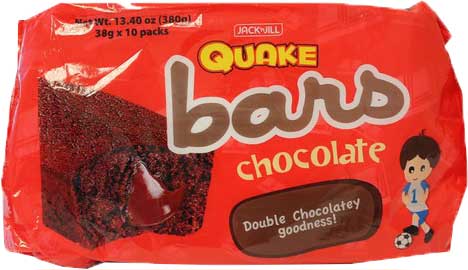 Net Wt. 13.40 oz (380g)
38g x 10 packs
JACK 'n JILL
QUAKE
bars
chocolate
Double Chocolatey
goodness!
1